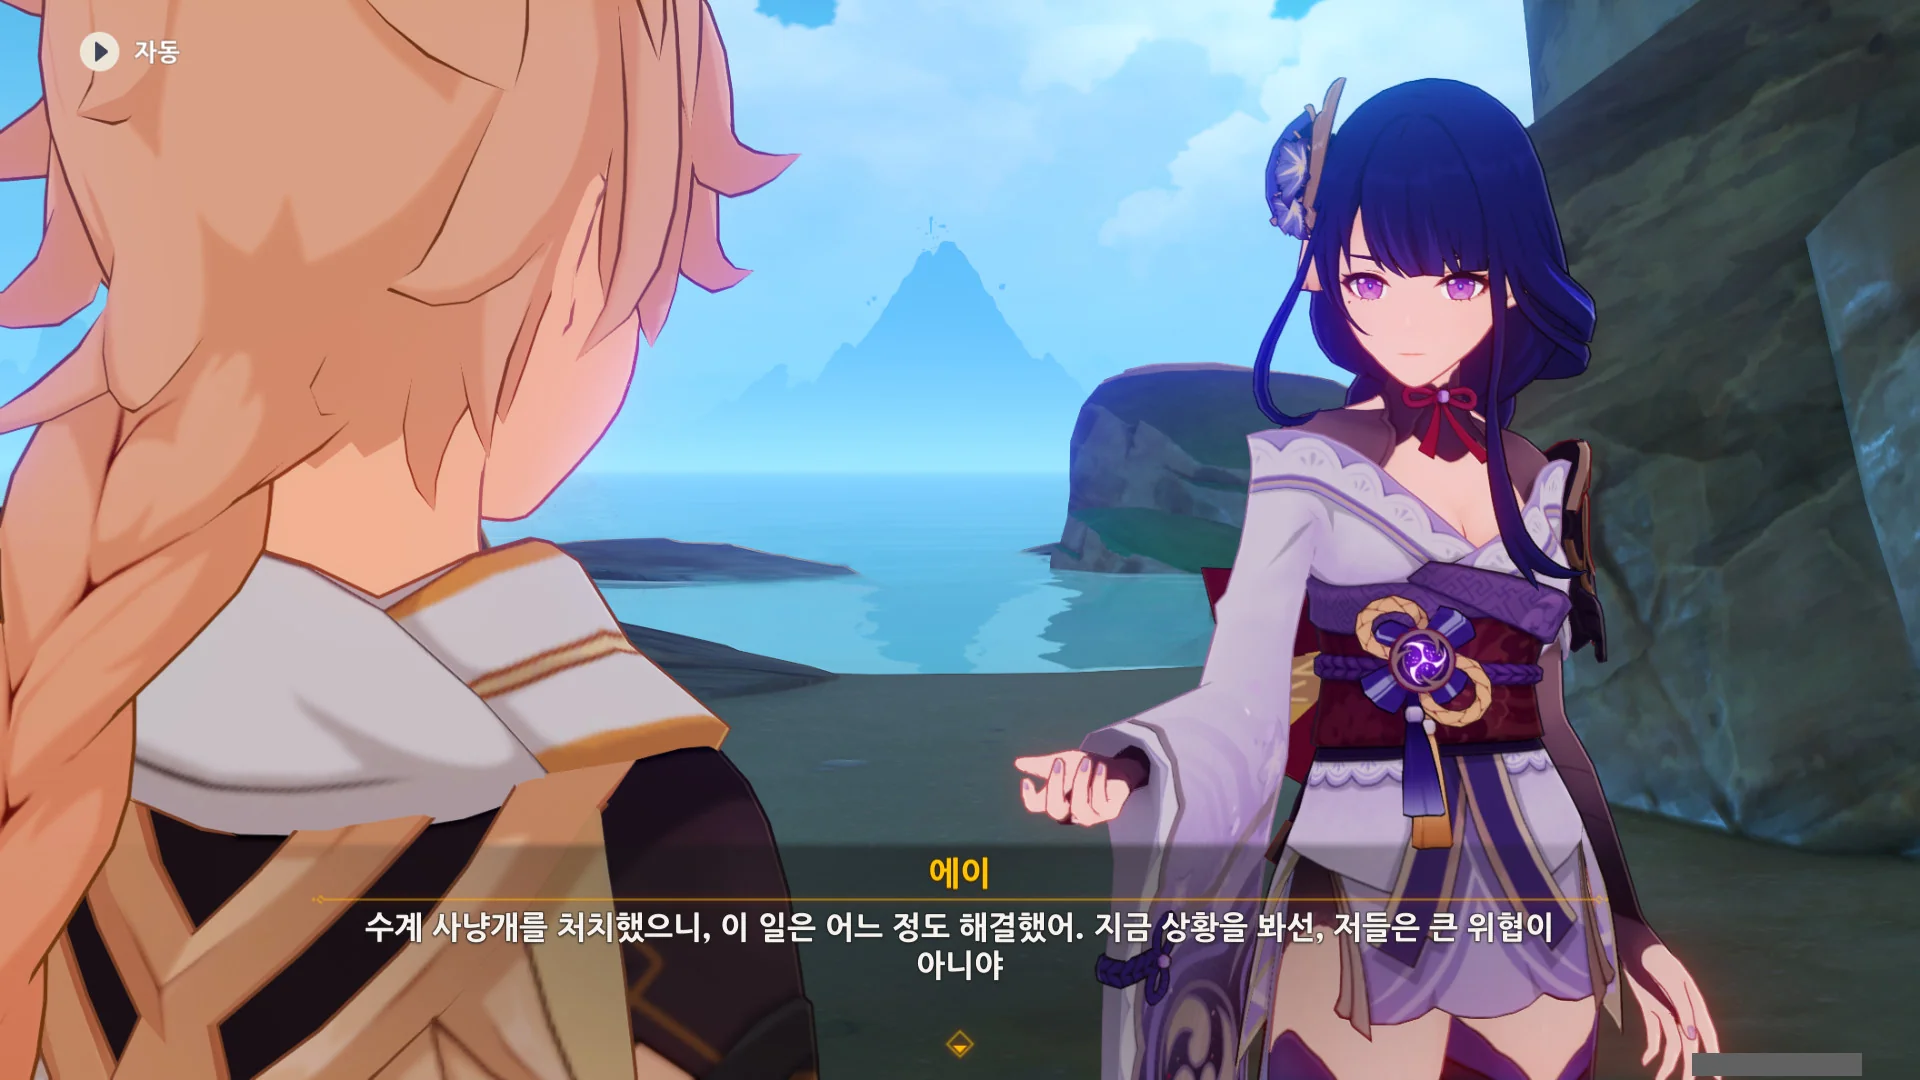 자동
에이
수계 사냥개를 처치했으니, 이 일은 어느 정도 해결했어. 지금 상황을 봐선, 저들은 큰 위협이
아니야